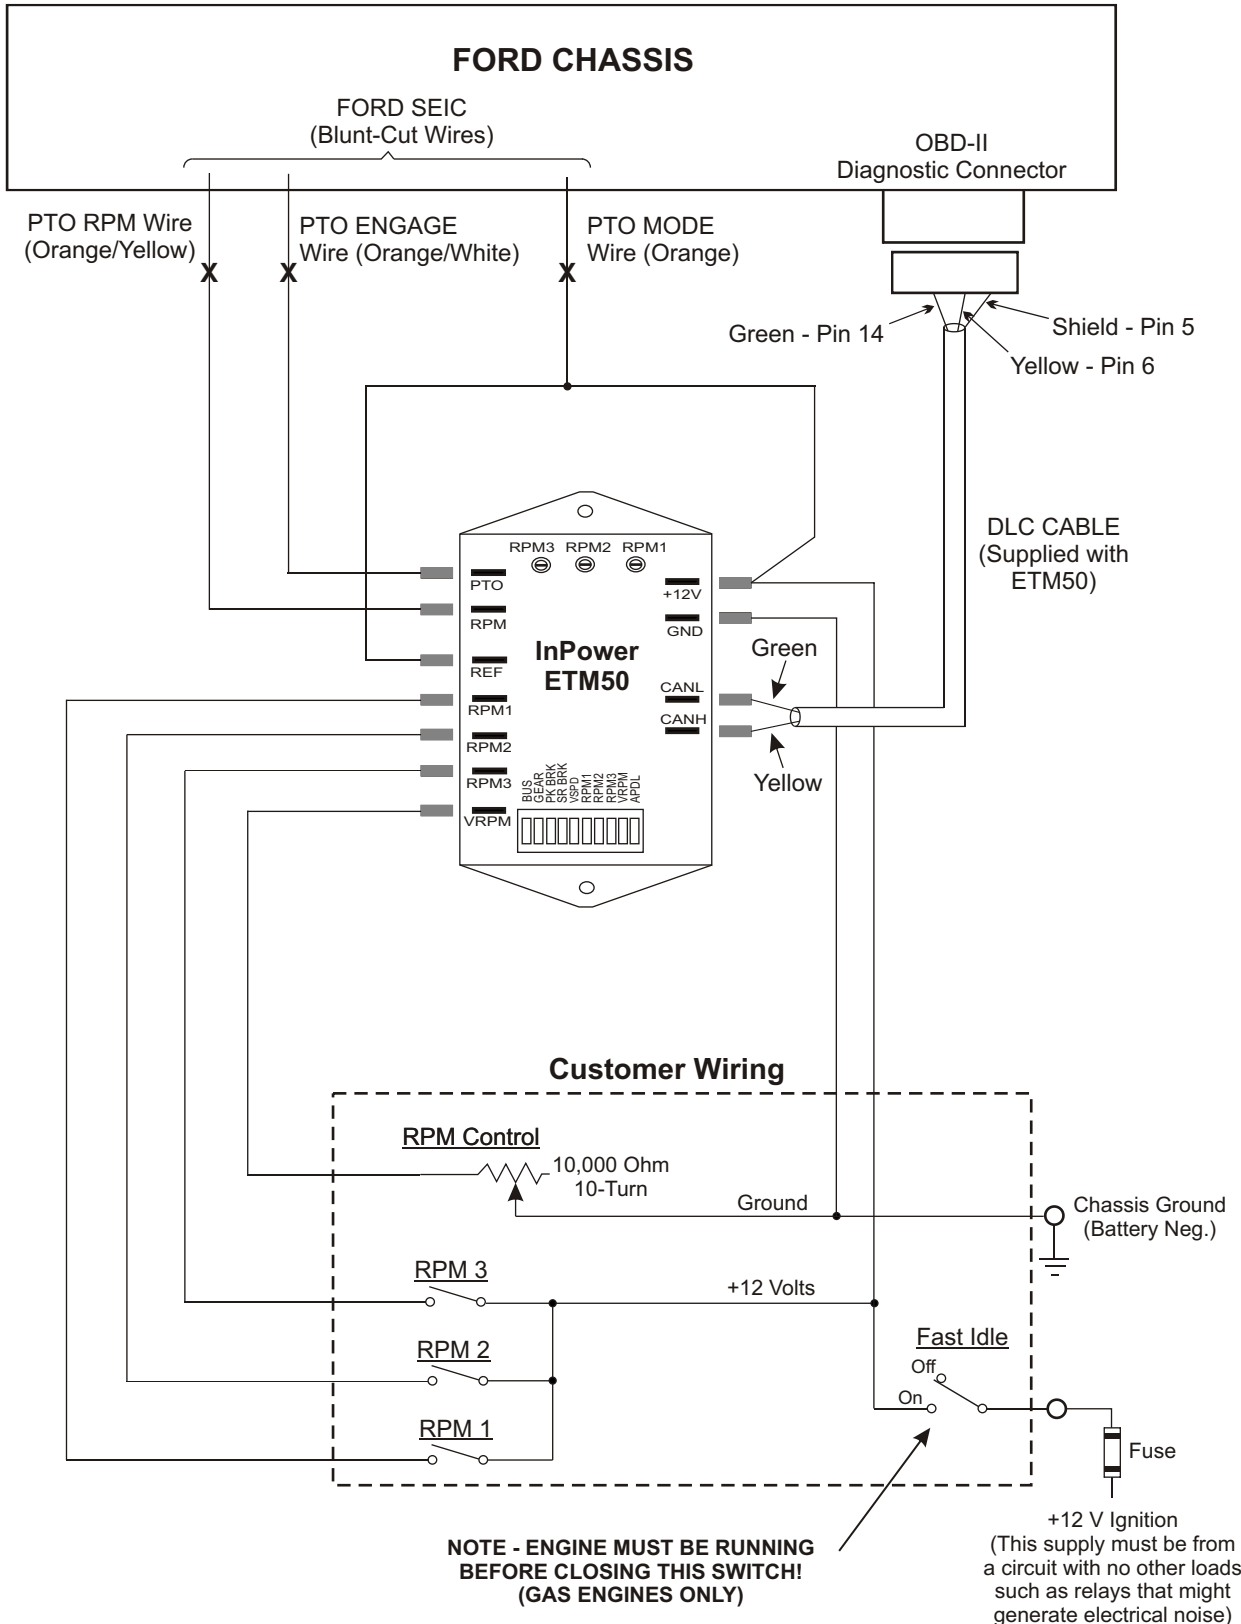 FORD CHASSIS
FORD SEIC
(Blunt-Cut Wires)
OBD-II
Diagnostic Connector
PTO RPM Wire
(Orange/Yellow)
X
PTO ENGAGE
Wire (Orange/White)
X
PTO MODE
Wire (Orange)
X
Green - Pin 14
Shield - Pin 5
Yellow - Pin 6
DLC CABLE
(Supplied with
ETM50)
RPM3 RPM2 RPM1
PTO
RPM
REF
RPM1
RPM2
RPM3
VRPM
+12V
GND
CANL
CANH
InPower
ETM50
Green
Yellow
BUS
GEAR
PK BRK
SR BRK
VSPD
RPM1
RPM2
RPM3
VRPM
APDL
Customer Wiring
RPM Control
10,000 Ohm
10-Turn
Ground
Chassis Ground
(Battery Neg.)
RPM 3
+12 Volts
RPM 2
RPM 1
Fast Idle
Off
On
Fuse
+12 V Ignition
(This supply must be from
a circuit with no other loads
such as relays that might
generate electrical noise)
NOTE - ENGINE MUST BE RUNNING
BEFORE CLOSING THIS SWITCH!
(GAS ENGINES ONLY)